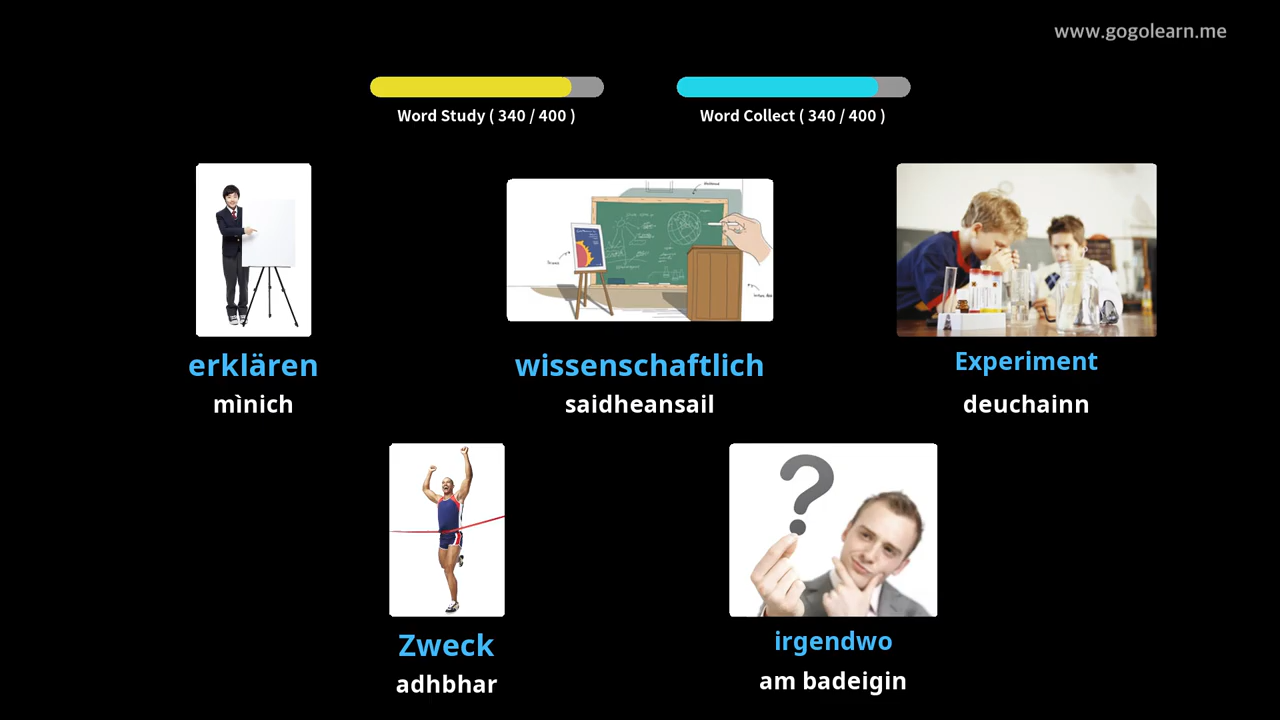 www.gogolearn.me
Word Study ( 340 / 400 )
Word Collect ( 340 / 400 )
erklären
mìnich
wissenschaftlich
saidheansail
Experiment
deuchainn
Zweck
adhbhar
irgendwo
am badeigin